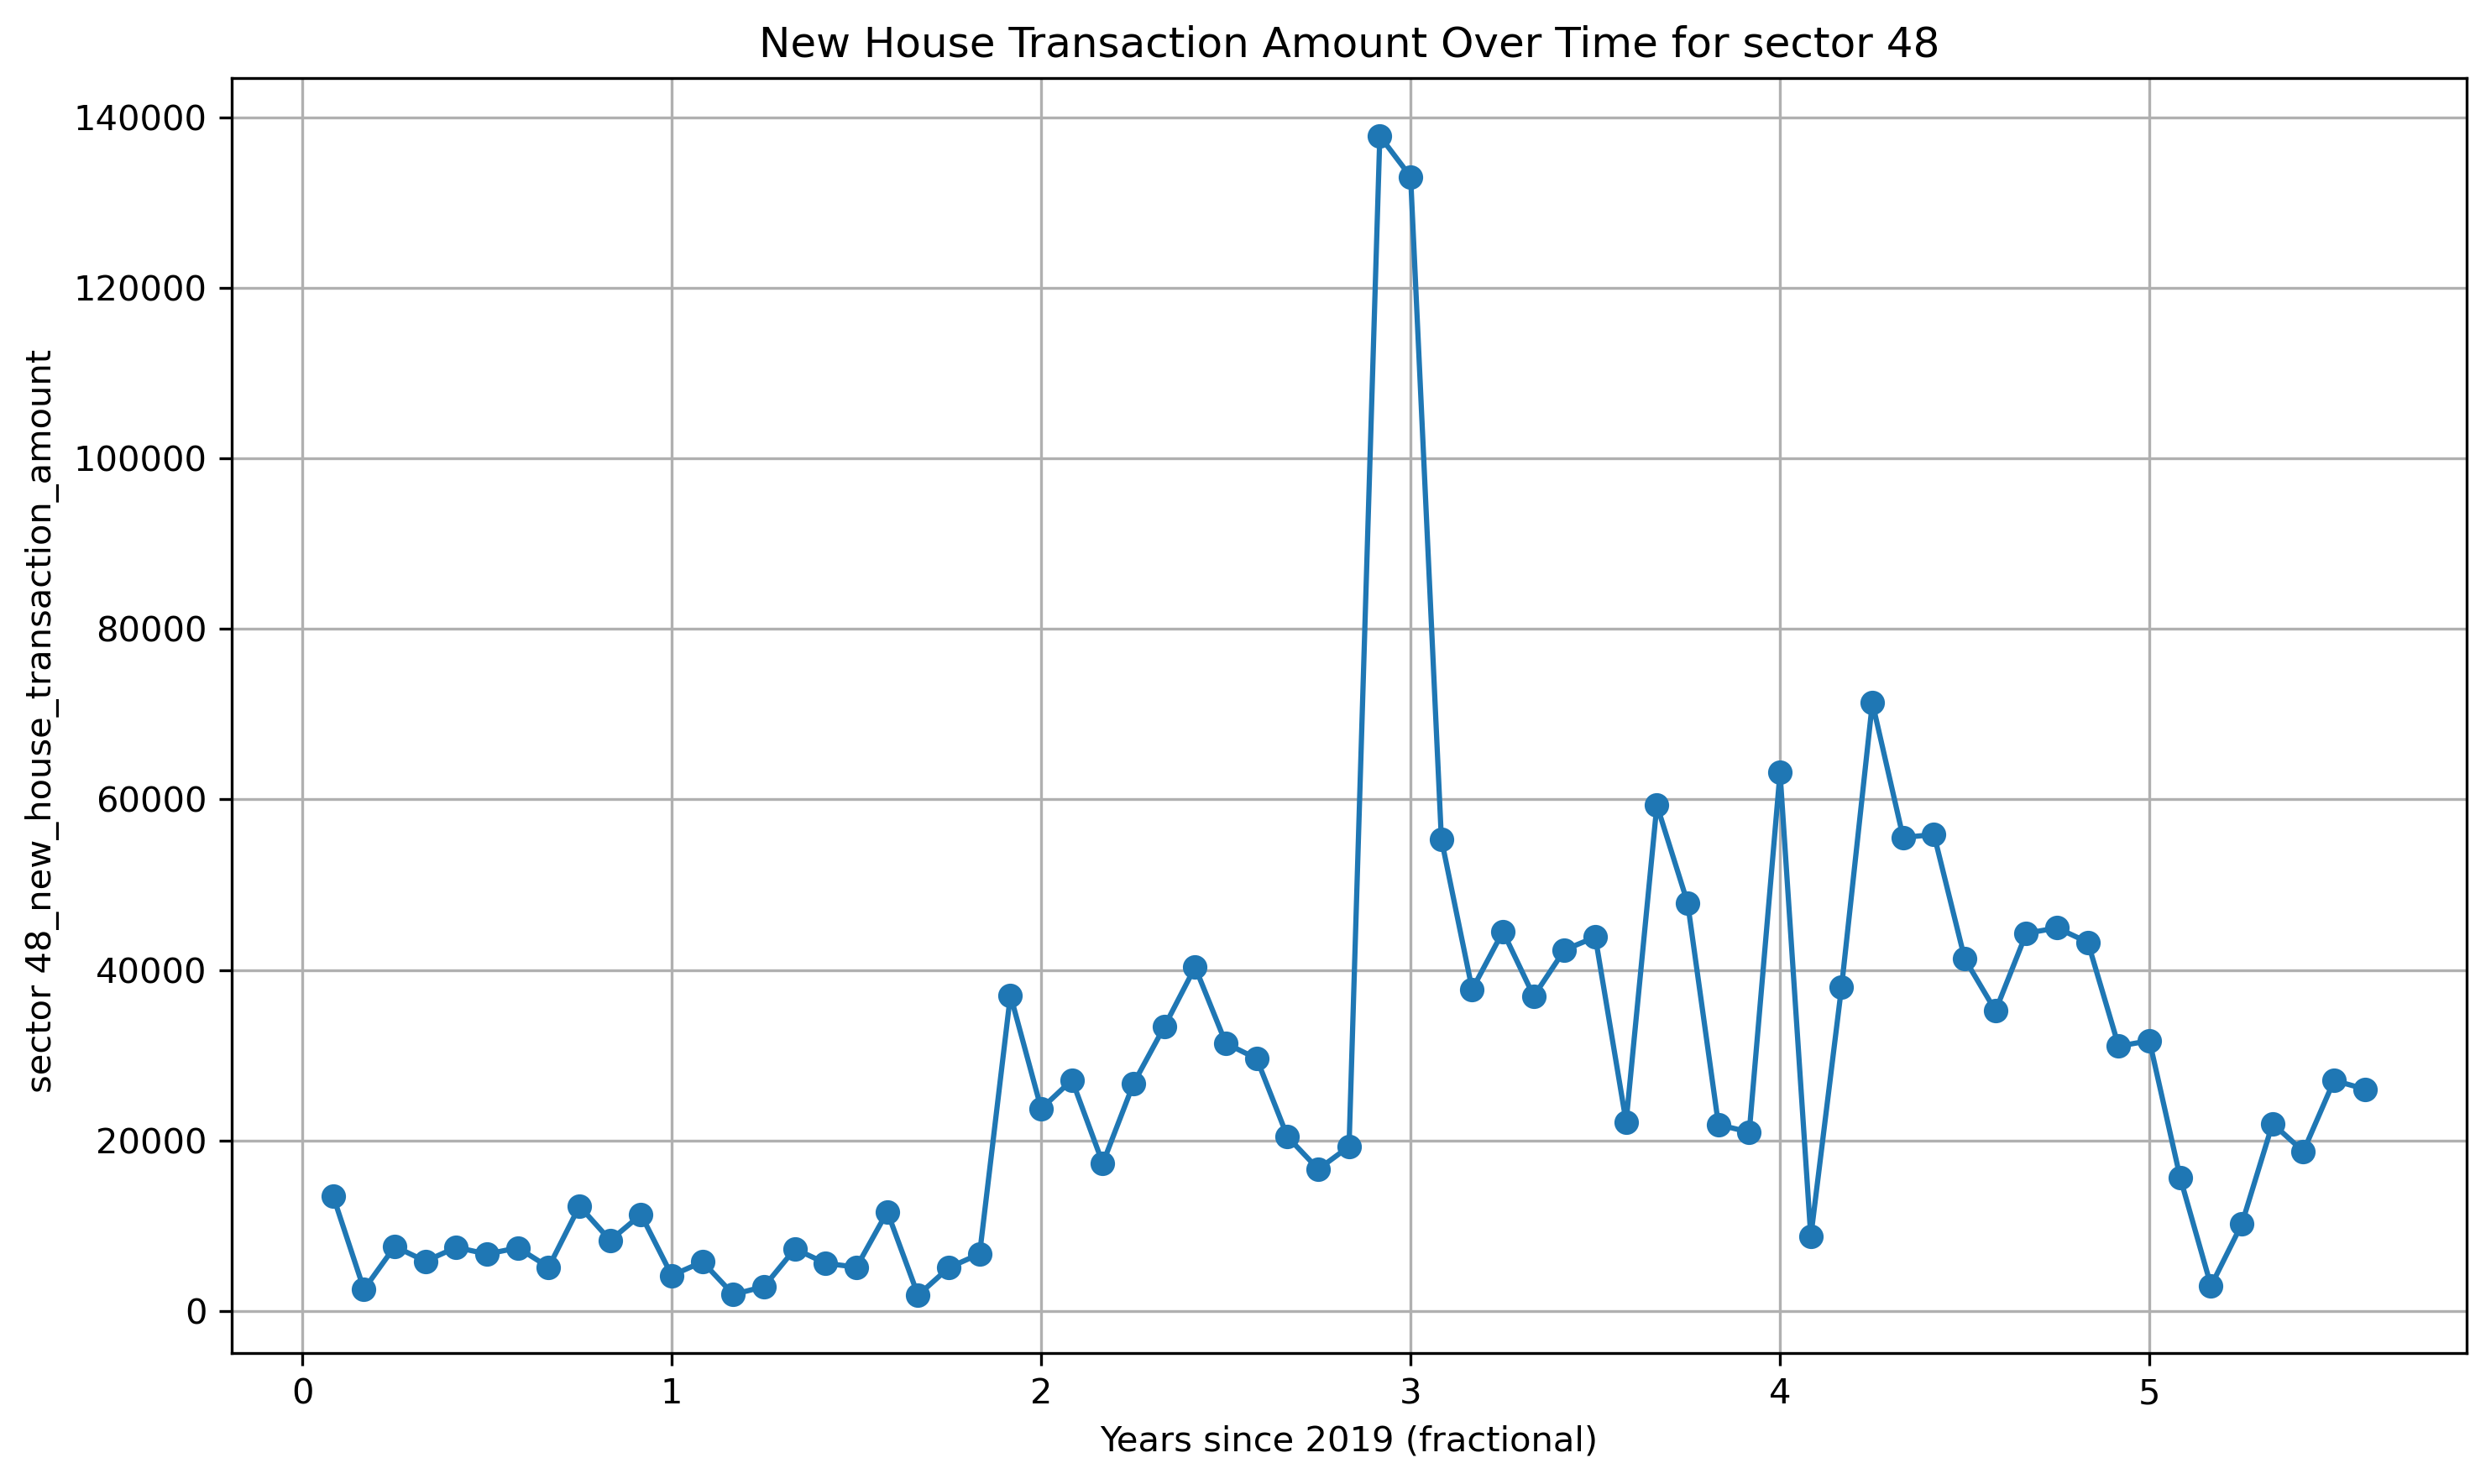 New House Transaction Amount Over Time for sector 48
sector 48_new_house_transaction_amount
140000
120000
100000
80000
60000
40000
20000
0
0 1 2 3 4 5
Years since 2019 (fractional)